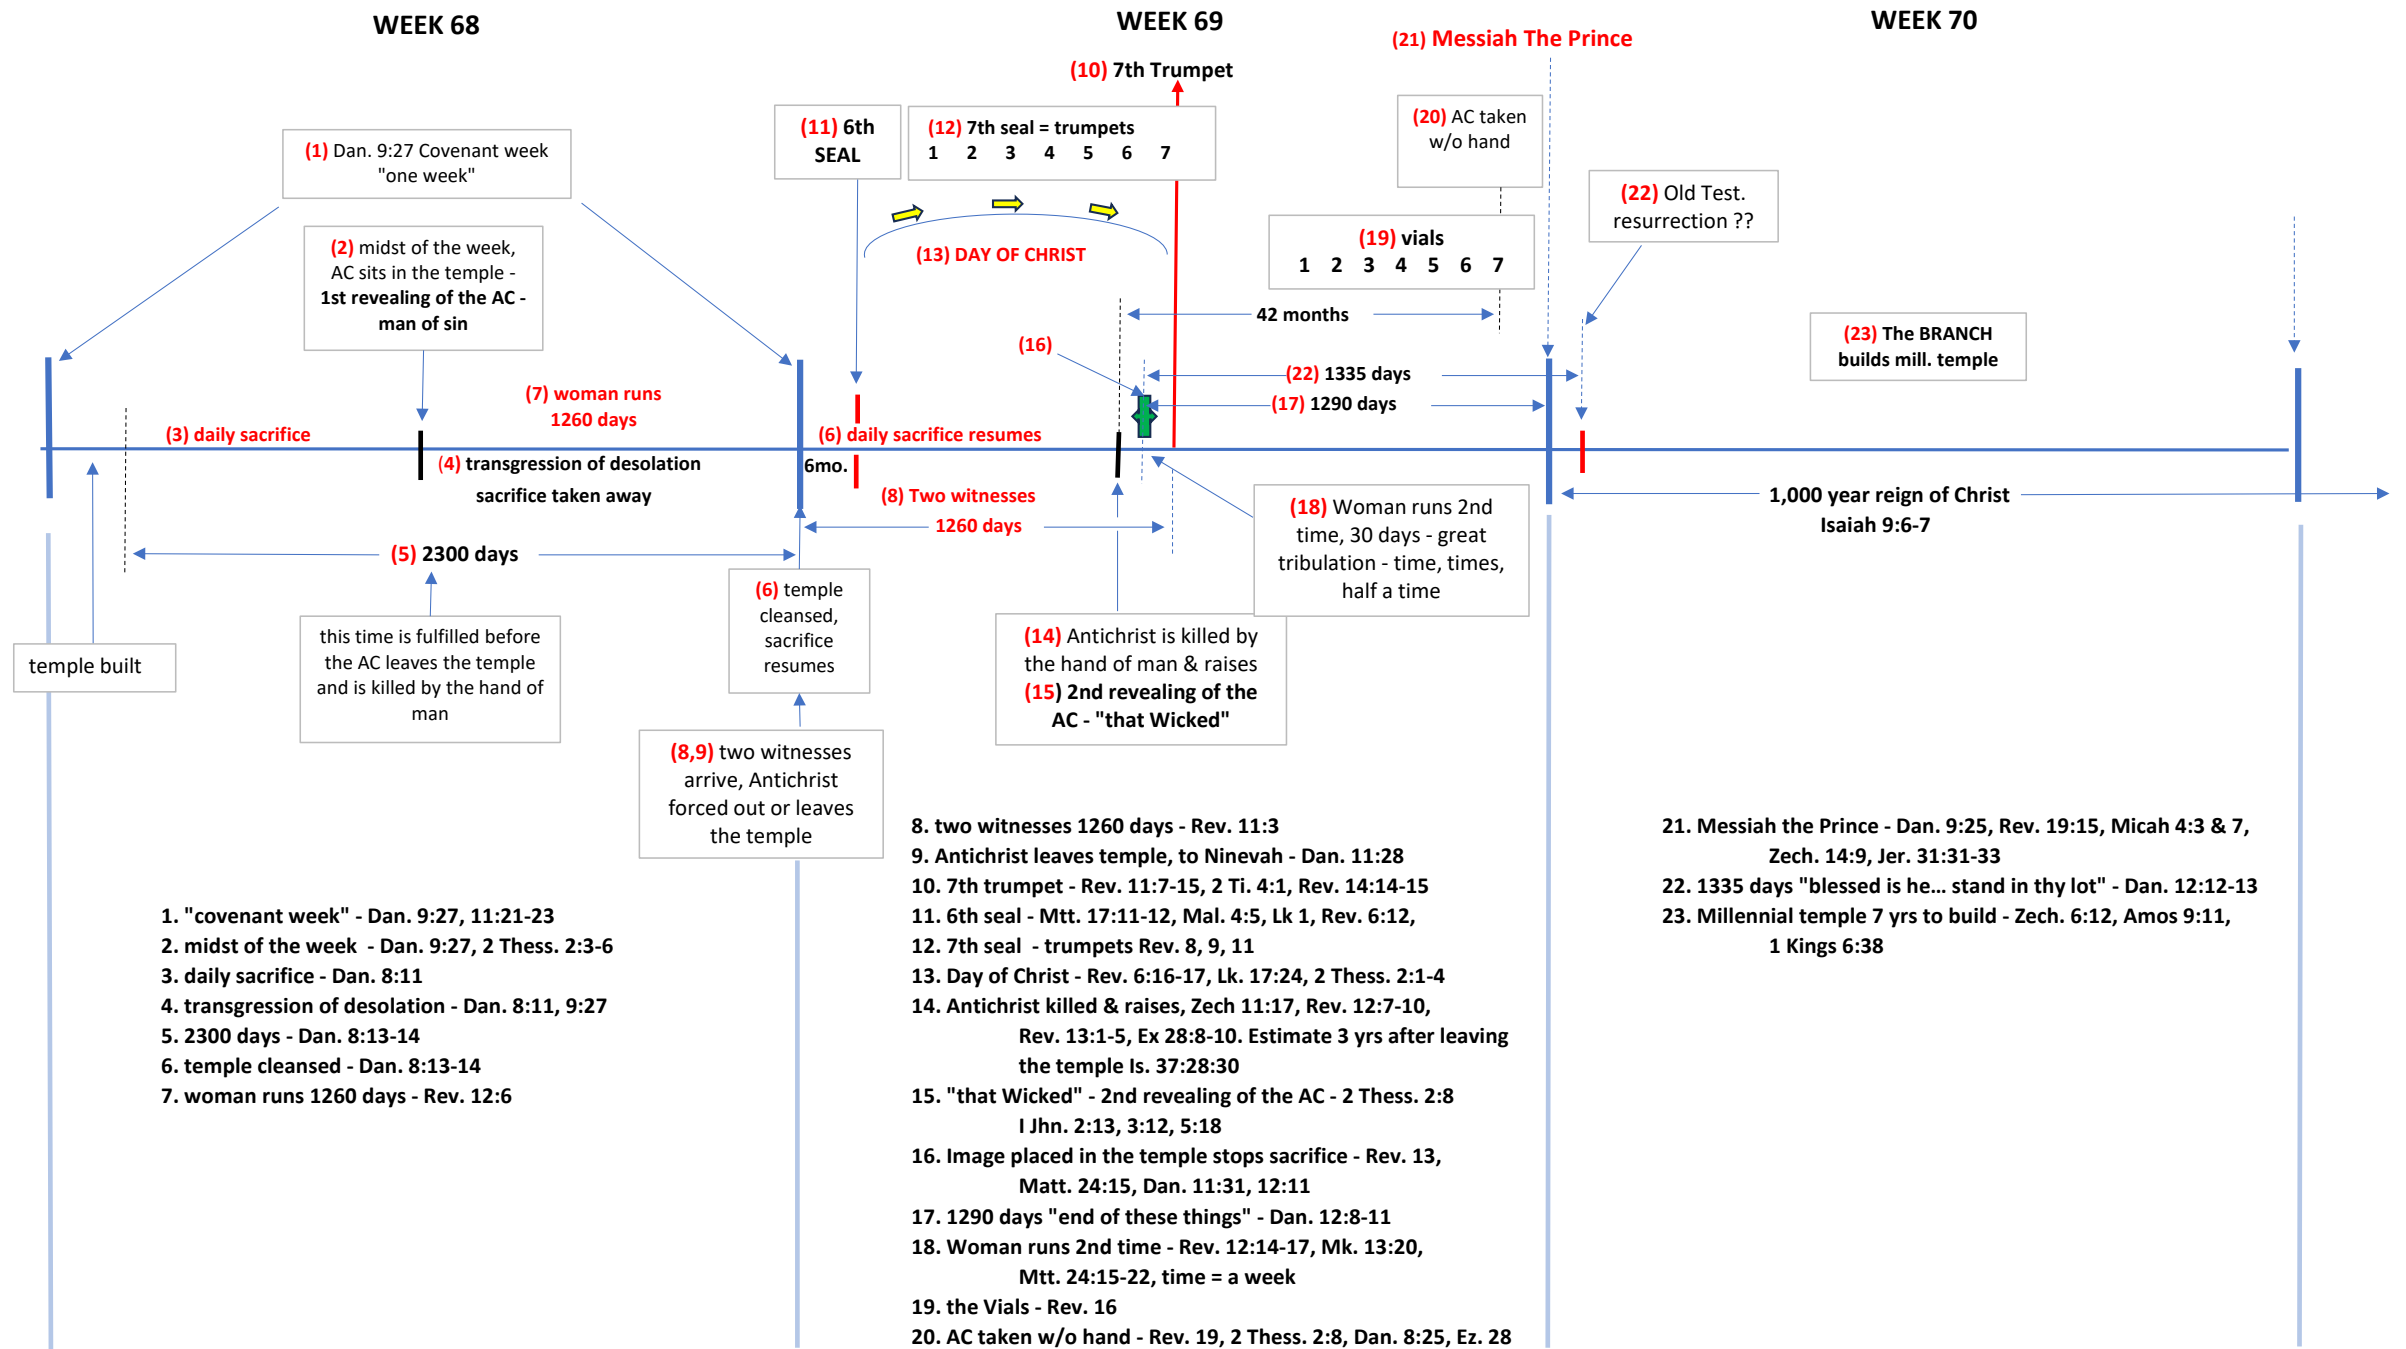 WEEK 68
WEEK 69
WEEK 70
(21) Messiah The Prince
(10) 7th Trumpet
(11) 6th
SEAL
(12) 7th seal = trumpets
1 2 3 4 5 6 7
(20) AC taken
w/o hand
(1) Dan. 9:27 Covenant week
"one week"
(22) Old Test.
resurrection ??
(2) midst of the week,
AC sits in the temple -
1st revealing of the AC -
man of sin
(13) DAY OF CHRIST
(19) vials
1 2 3 4 5 6 7
42 months
(23) The BRANCH
builds mill. temple
(16)
(22) 1335 days
(17) 1290 days
(7) woman runs
1260 days
(3) daily sacrifice
(6) daily sacrifice resumes
(4) transgression of desolation
sacrifice taken away
6mo.
(8) Two witnesses
1260 days
(18) Woman runs 2nd
time, 30 days - great
tribulation - time, times,
half a time
1,000 year reign of Christ
Isaiah 9:6-7
(5) 2300 days
(6) temple
cleansed,
sacrifice
resumes
temple built
this time is fulfilled before
the AC leaves the temple
and is killed by the hand of
man
(14) Antichrist is killed by
the hand of man & raises
(15) 2nd revealing of the
AC - "that Wicked"
(8,9) two witnesses
arrive, Antichrist
forced out or leaves
the temple
1. "covenant week" - Dan. 9:27, 11:21-23
2. midst of the week - Dan. 9:27, 2 Thess. 2:3-6
3. daily sacrifice - Dan. 8:11
4. transgression of desolation - Dan. 8:11, 9:27
5. 2300 days - Dan. 8:13-14
6. temple cleansed - Dan. 8:13-14
7. woman runs 1260 days - Rev. 12:6
8. two witnesses 1260 days - Rev. 11:3
9. Antichrist leaves temple, to Ninevah - Dan. 11:28
10. 7th trumpet - Rev. 11:7-15, 2 Ti. 4:1, Rev. 14:14-15
11. 6th seal - Mtt. 17:11-12, Mal. 4:5, Lk 1, Rev. 6:12,
12. 7th seal - trumpets Rev. 8, 9, 11
13. Day of Christ - Rev. 6:16-17, Lk. 17:24, 2 Thess. 2:1-4
14. Antichrist killed & raises, Zech 11:17, Rev. 12:7-10,
Rev. 13:1-5, Ex 28:8-10. Estimate 3 yrs after leaving
the temple Is. 37:28:30
15. "that Wicked" - 2nd revealing of the AC - 2 Thess. 2:8
I Jhn. 2:13, 3:12, 5:18
16. Image placed in the temple stops sacrifice - Rev. 13,
Matt. 24:15, Dan. 11:31, 12:11
17. 1290 days "end of these things" - Dan. 12:8-11
18. Woman runs 2nd time - Rev. 12:14-17, Mk. 13:20,
Mtt. 24:15-22, time = a week
19. the Vials - Rev. 16
20. AC taken w/o hand - Rev. 19, 2 Thess. 2:8, Dan. 8:25, Ez. 28
21. Messiah the Prince - Dan. 9:25, Rev. 19:15, Micah 4:3 & 7,
Zech. 14:9, Jer. 31:31-33
22. 1335 days "blessed is he... stand in thy lot" - Dan. 12:12-13
23. Millennial temple 7 yrs to build - Zech. 6:12, Amos 9:11,
1 Kings 6:38